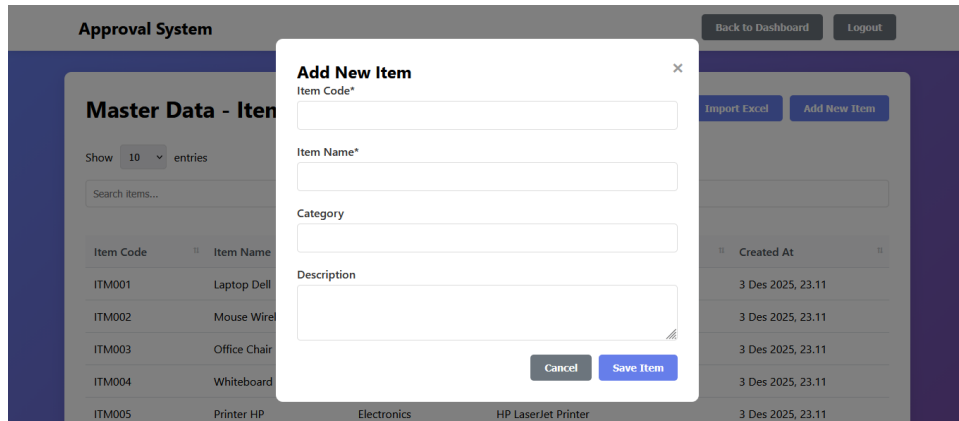 Approval System
Back to Dashboard
Logout
Add New Item
×
Item Code*
Master Data - Iten
Import Excel
Add New Item
Item Name*
Show 10 entries
Search items...
Category
Item Code
Item Name
Created At
Description
ITM001
Laptop Dell
3 Des 2025, 23.11
ITM002
Mouse Wirel
3 Des 2025, 23.11
ITM003
Office Chair
3 Des 2025, 23.11
Cancel
Save Item
ITM004
Whiteboard
3 Des 2025, 23.11
ITM005
Printer HP
Electronics
HP LaserJet Printer
3 Des 2025, 23.11